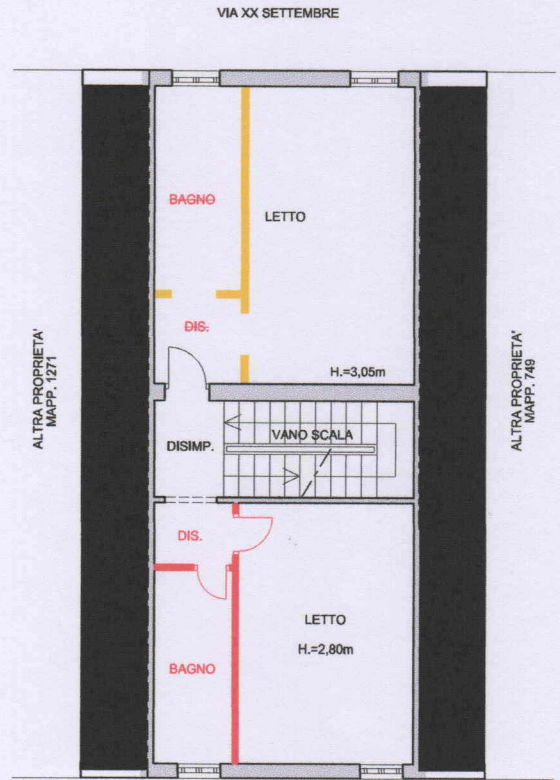 VIA XX SETTEMBRE
BAGNO
LETTO
DIS.
H.=3,05m
ALTRA PROPRIETA'
MAPP. 1271
ALTRA PROPRIETA'
MAPP. 749
DISIMP.
VANO SCALA
DIS.
LETTO
H.=2,80m
BAGNO